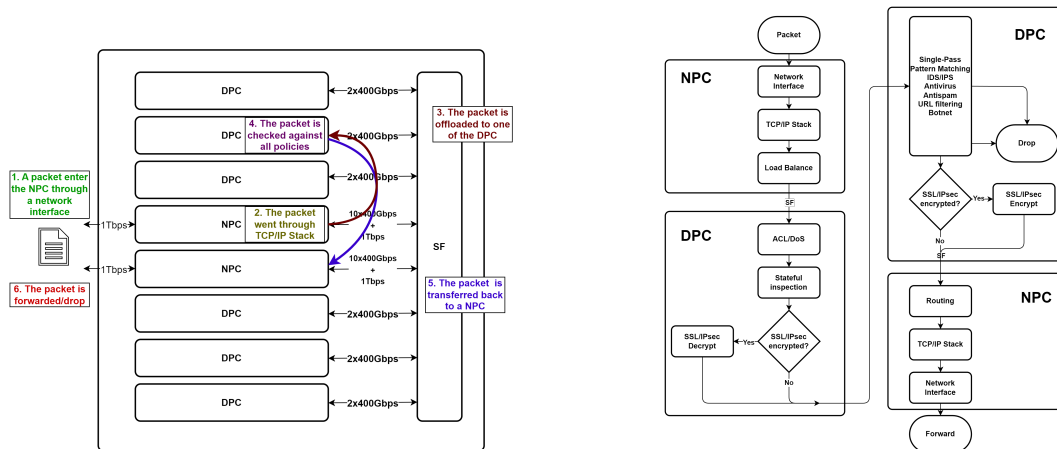 DPC
2x400Gbps
DPC
4. The packet is
checked against
all policies
2x400Gbps
3. The packet is
offloaded to one
of the DPC
1. A packet enter
the NPC through
a network
interface
DPC
2x400Gbps
1Tbps
NPC
2. The packet
went through
TCP/IP Stack
10x400Gbps
+
1Tbps
SF
1Tbps
NPC
10x400Gbps
+
1Tbps
6. The packet is
forwarded/drop
5. The packet is
transferred back
to a NPC
DPC
2x400Gbps
DPC
2x400Gbps
DPC
2x400Gbps
Packet
NPC
Network
Interface
TCP/IP Stack
Load Balance
SF
DPC
ACL/DoS
Stateful
inspection
SSL/IPsec
encrypted?
Yes
SSL/IPsec
Decrypt
No
DPC
Single-Pass
Pattern Matching
IDS/IPS
Antivirus
Antispam
URL filtering
Botnet
Drop
SSL/IPsec
encrypted?
Yes
SSL/IPsec
Encrypt
No
SF
NPC
Routing
TCP/IP Stack
Network
Interface
Forward